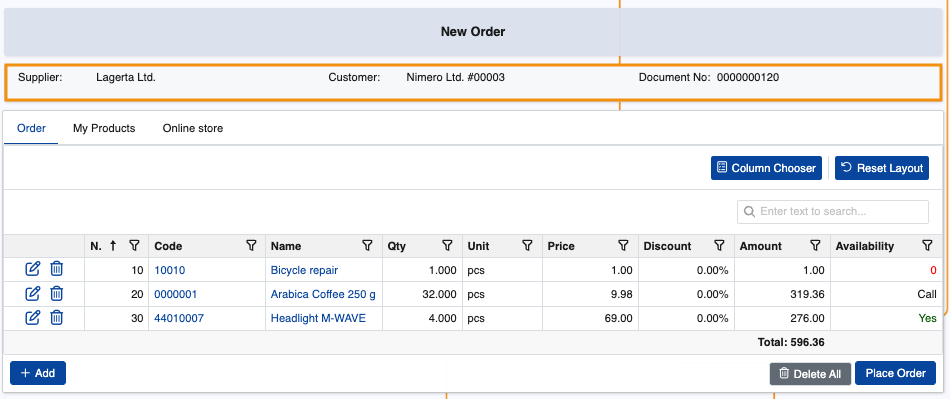 New Order
Supplier: Lagerta Ltd. Customer: Nimero Ltd. #00003 Document No: 0000000120
Order My Products Online store
Column Chooser Reset Layout
Enter text to search...
N. Code Name Qty Unit Price Discount Amount Availability
10 10010 Bicycle repair 1.000 pcs 1.00 0.00% 1.00 0
20 0000001 Arabica Coffee 250 g 32.000 pcs 9.98 0.00% 319.36 Call
30 44010007 Headlight M-WAVE 4.000 pcs 69.00 0.00% 276.00 Yes
Total: 596.36
+ Add Delete All Place Order